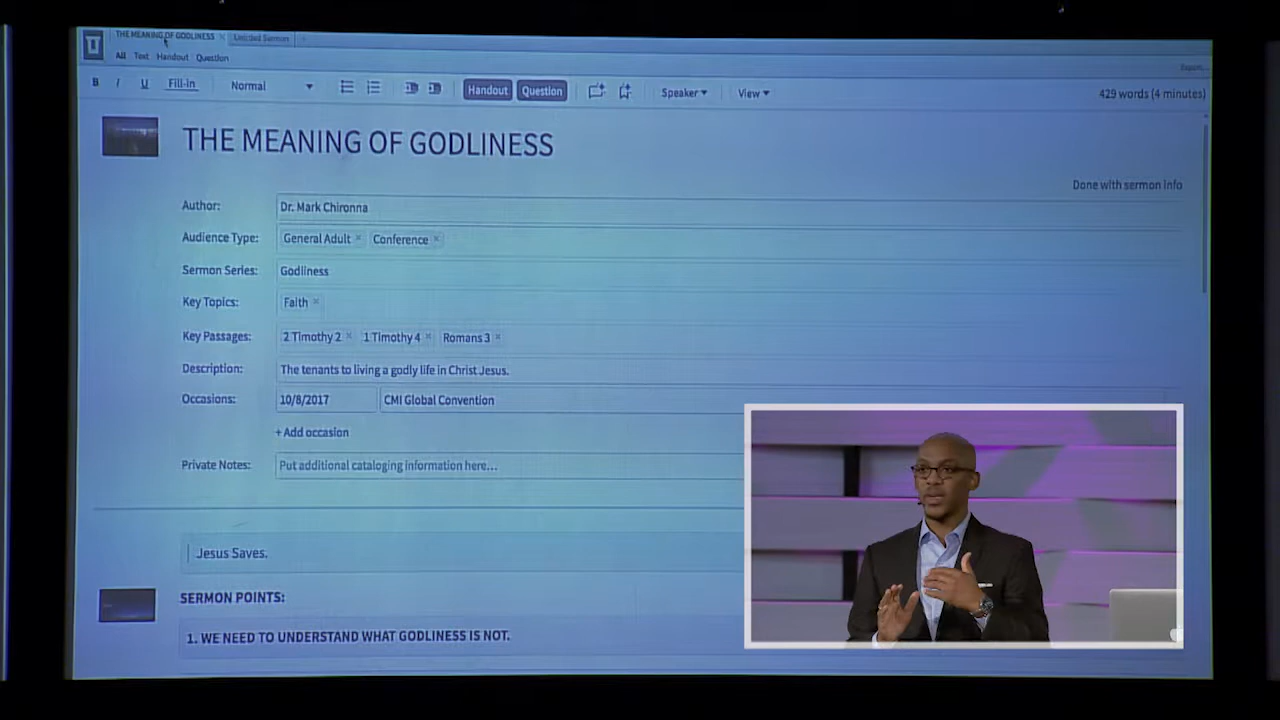 THE MEANING OF GODLINESS × Untitled Sermon +
All Text Handout Question
Export...
B I U Fill-in Normal Handout Question Speaker View 429 words (4 minutes)
THE MEANING OF GODLINESS
Done with sermon info
Author: Dr. Mark Chironna
Audience Type: General Adult × Conference ×
Sermon Series: Godliness
Key Topics: Faith ×
Key Passages: 2 Timothy 2 × 1 Timothy 4 × Romans 3 ×
Description: The tenants to living a godly life in Christ Jesus.
Occasions: 10/8/2017 CMI Global Convention
+ Add occasion
Private Notes: Put additional cataloging information here...
Jesus Saves.
SERMON POINTS:
1. WE NEED TO UNDERSTAND WHAT GODLINESS IS NOT.